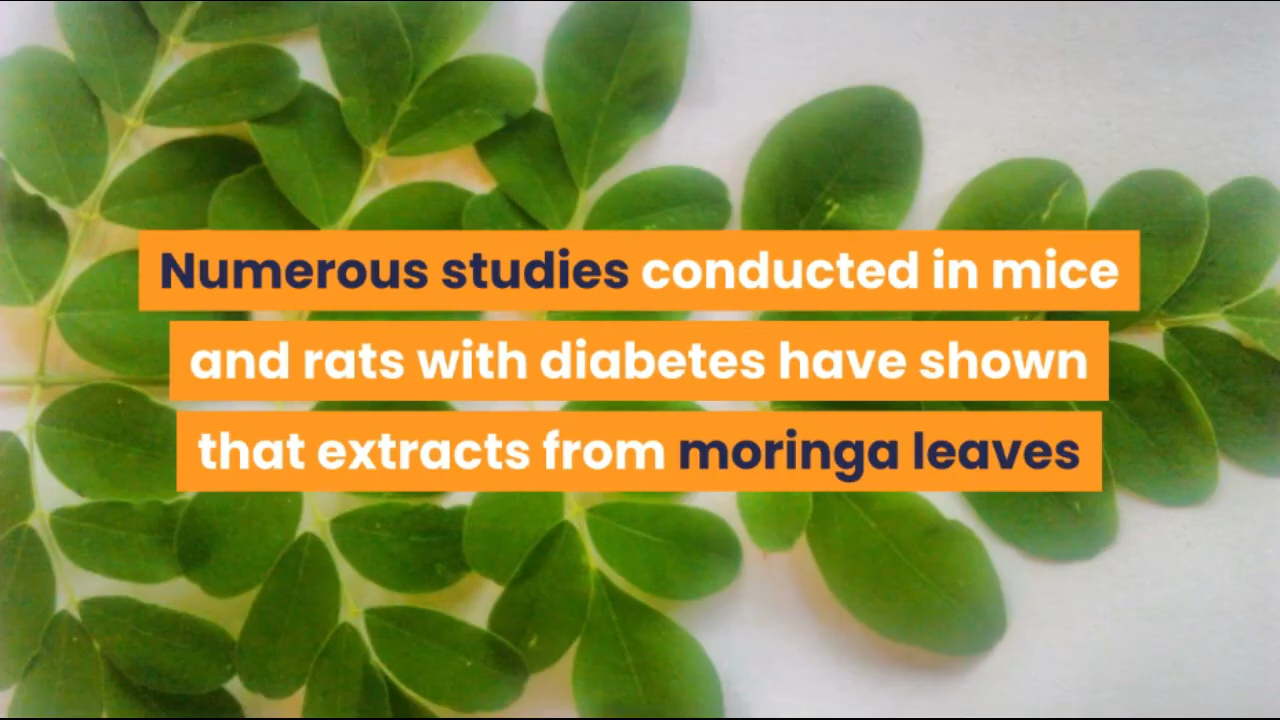 Numerous studies conducted in mice
and rats with diabetes have shown
that extracts from moringa leaves